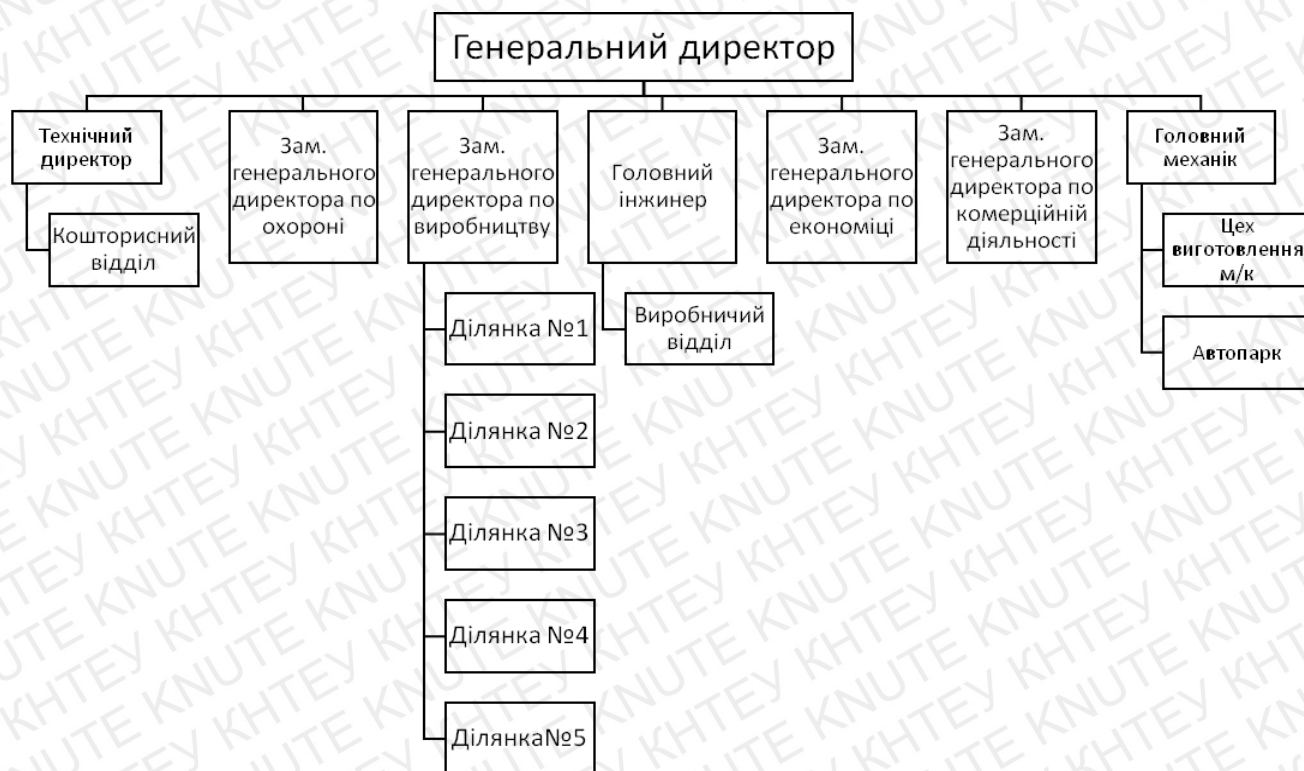 Генеральний директор
Технічний
директор
Кошторисний
відділ
Зам.
генерального
директора по
охороні
Зам.
генерального
директора по
виробництву
Ділянка №1
Ділянка №2
Ділянка №3
Ділянка №4
Ділянка№5
Головний
інжинер
Виробничий
відділ
Зам.
генерального
директора по
економіці
Зам.
генерального
директора по
комерційній
діяльності
Головний
механік
Цех
виготовлення
м/к
Автопарк
КНТЕУ KNUTE